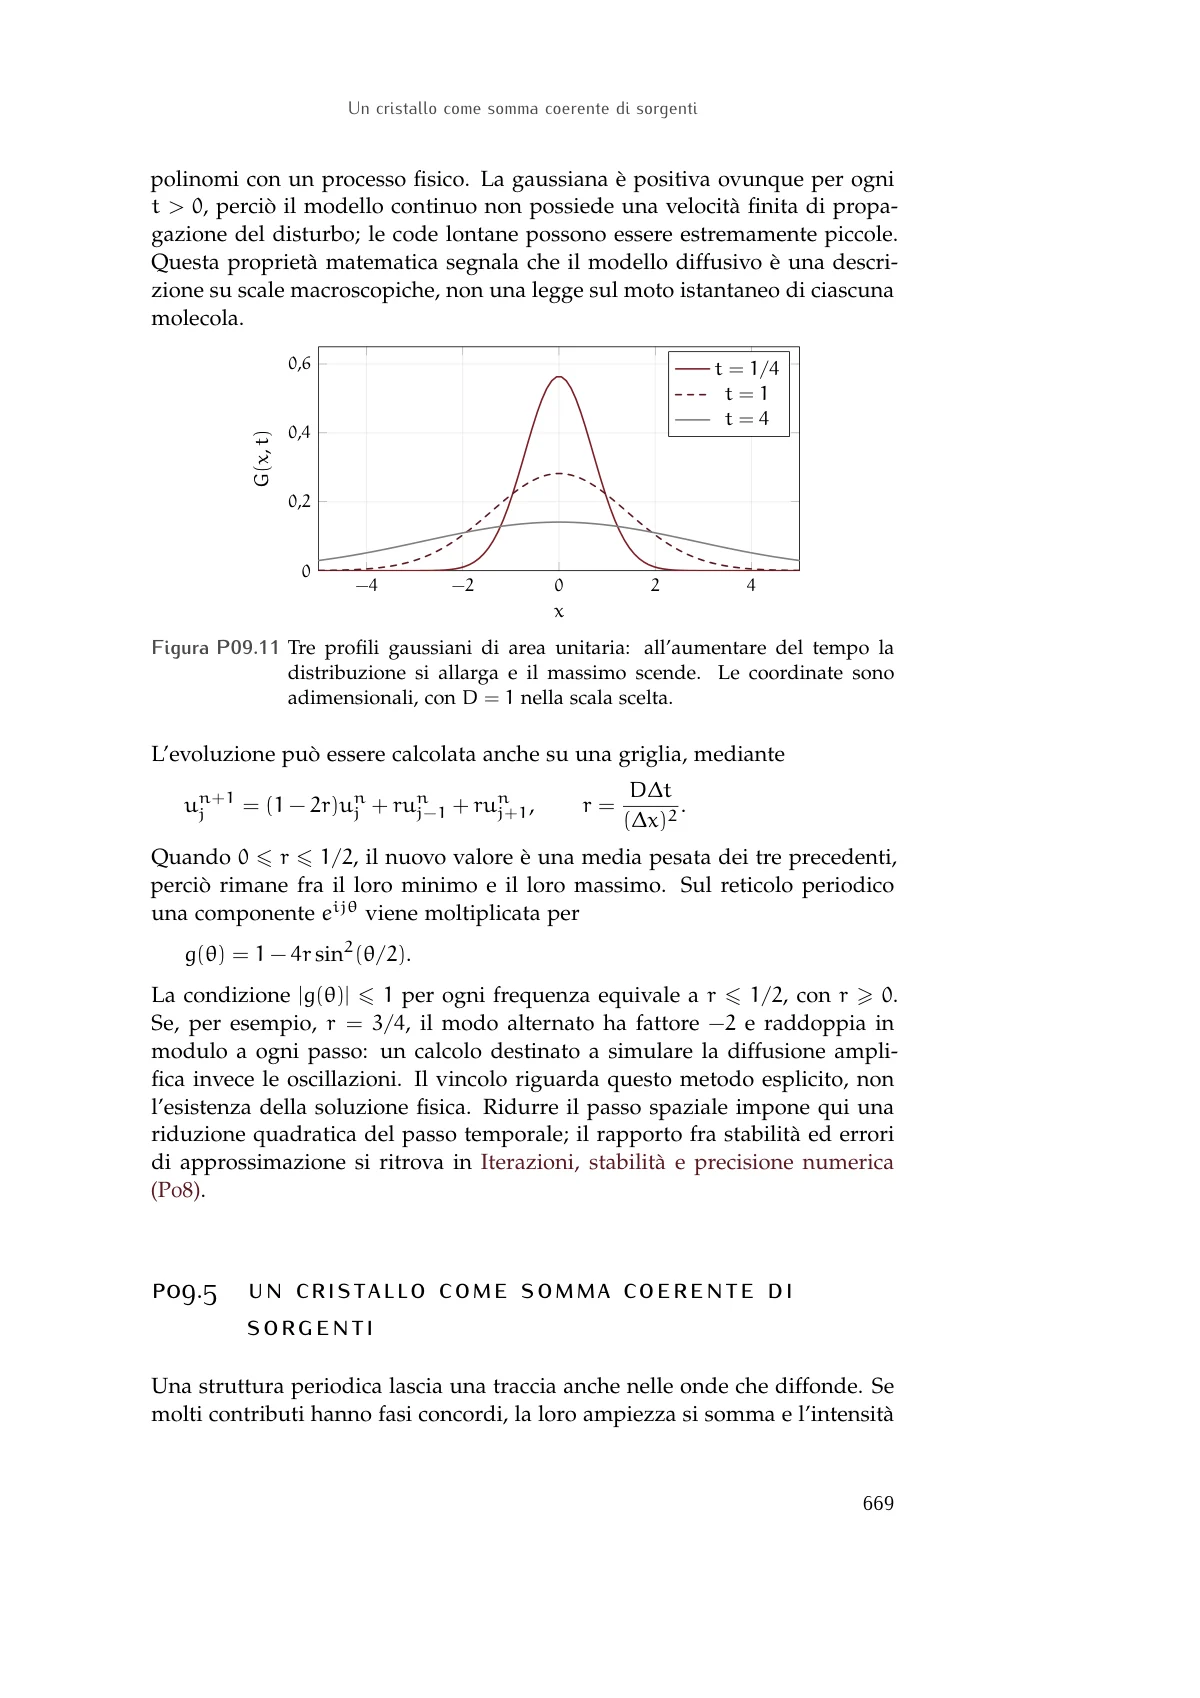 Un cristallo come somma coerente di sorgenti
polinomi con un processo fisico. La gaussiana è positiva ovunque per ogni
t > 0, perciò il modello continuo non possiede una velocità finita di propa-
gazione del disturbo; le code lontane possono essere estremamente piccole.
Questa proprietà matematica segnala che il modello diffusivo è una descri-
zione su scale macroscopiche, non una legge sul moto istantaneo di ciascuna
molecola.
0,6
0,4
0,2
0
G(x, t)
t = 1/4
t = 1
t = 4
−4 −2 0 2 4
x
Figura P09.11 Tre profili gaussiani di area unitaria: all'aumentare del tempo la
distribuzione si allarga e il massimo scende. Le coordinate sono
adimensionali, con D = 1 nella scala scelta.
L'evoluzione può essere calcolata anche su una griglia, mediante
u_j^{n+1} = (1 − 2r)u_j^n + ru_{j−1}^n + ru_{j+1}^n, r = DΔt/(Δx)².
Quando 0 ⩽ r ⩽ 1/2, il nuovo valore è una media pesata dei tre precedenti,
perciò rimane fra il loro minimo e il loro massimo. Sul reticolo periodico
una componente e^{ijθ} viene moltiplicata per
g(θ) = 1 − 4r sin²(θ/2).
La condizione |g(θ)| ⩽ 1 per ogni frequenza equivale a r ⩽ 1/2, con r ⩾ 0.
Se, per esempio, r = 3/4, il modo alternato ha fattore −2 e raddoppia in
modulo a ogni passo: un calcolo destinato a simulare la diffusione ampli-
fica invece le oscillazioni. Il vincolo riguarda questo metodo esplicito, non
l'esistenza della soluzione fisica. Ridurre il passo spaziale impone qui una
riduzione quadratica del passo temporale; il rapporto fra stabilità ed errori
di approssimazione si ritrova in Iterazioni, stabilità e precisione numerica
(P08).
P09.5 UN CRISTALLO COME SOMMA COERENTE DI
SORGENTI
Una struttura periodica lascia una traccia anche nelle onde che diffonde. Se
molti contributi hanno fasi concordi, la loro ampiezza si somma e l'intensità
669